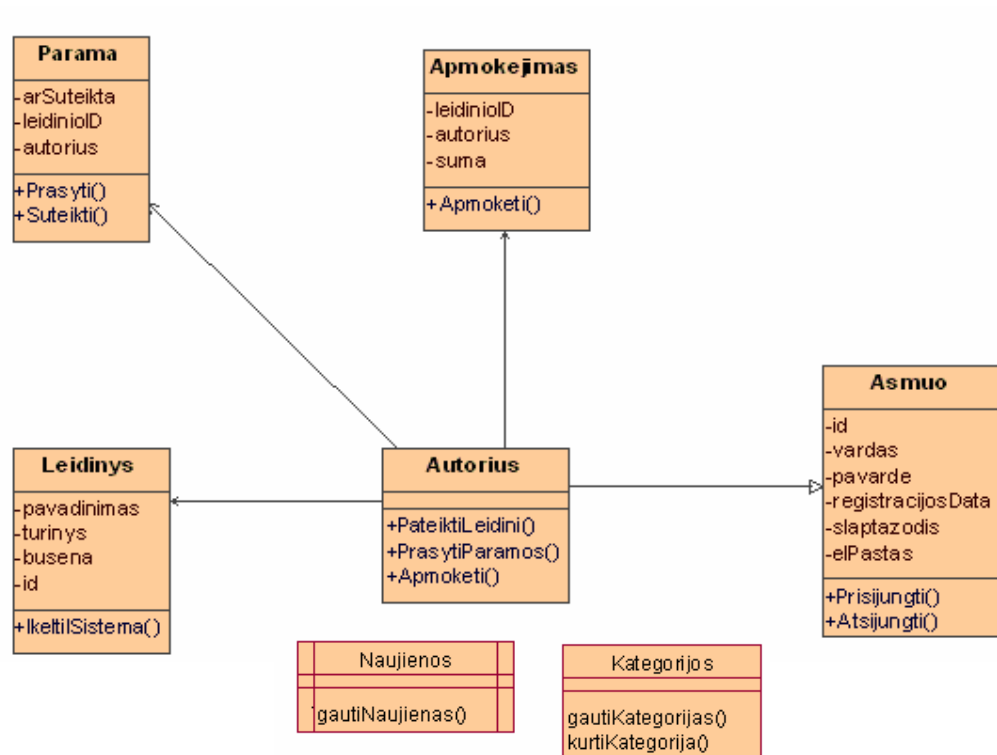 Parama
-arSuteikta
-leidinioID
-autorius
+Prasyti()
+Suteikti()
Apmokejimas
-leidinioID
-autorius
-suma
+Apmoketi()
Asmuo
-id
-vardas
-pavarde
-registracijosData
-slaptazodis
-elPastas
+Prisijungti()
+Atsijungti()
Leidinys
-pavadinimas
-turinys
-busena
-id
+IkeltiISistema()
Autorius
+PateiktiLeidini()
+PrasytiParamos()
+Apmoketi()
Naujienos
gautiNaujienas()
Kategorijos
gautiKategorijas()
kurtiKategorija()